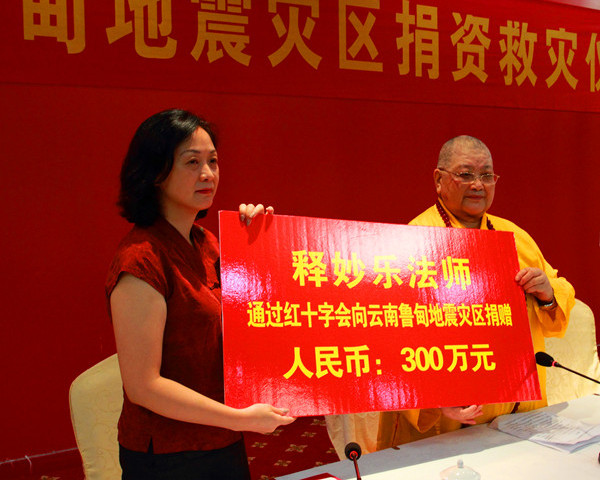 甸地震灾区捐资救灾仪
释妙乐法师
通过红十字会向云南鲁甸地震灾区捐赠
人民币：300万元